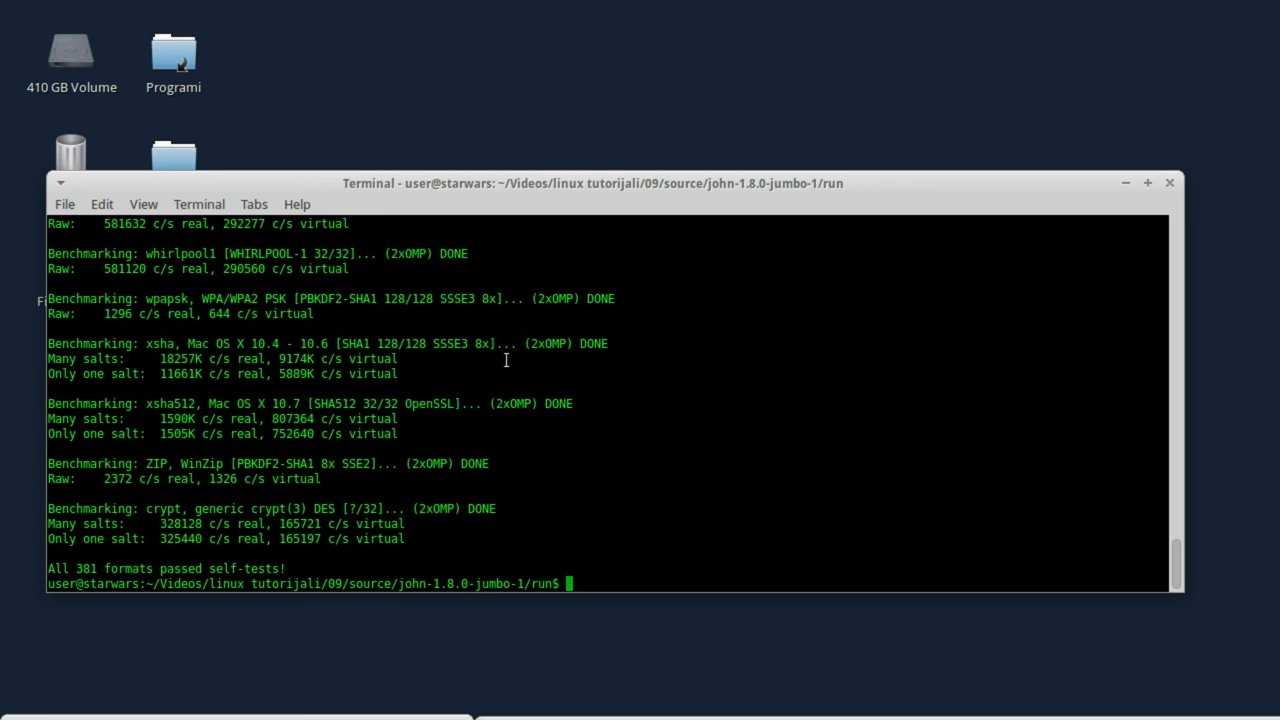 410 GB Volume
Programi
Fi
Terminal - user@starwars: ~/Videos/linux tutorijali/09/source/john-1.8.0-jumbo-1/run
File Edit View Terminal Tabs Help
Raw:    581632 c/s real, 292277 c/s virtual
Benchmarking: whirlpool1 [WHIRLPOOL-1 32/32]... (2xOMP) DONE
Raw:    581120 c/s real, 290560 c/s virtual
Benchmarking: wpapsk, WPA/WPA2 PSK [PBKDF2-SHA1 128/128 SSSE3 8x]... (2xOMP) DONE
Raw:    1296 c/s real, 644 c/s virtual
Benchmarking: xsha, Mac OS X 10.4 - 10.6 [SHA1 128/128 SSSE3 8x]... (2xOMP) DONE
Many salts:     18257K c/s real, 9174K c/s virtual
Only one salt:  11661K c/s real, 5889K c/s virtual
Benchmarking: xsha512, Mac OS X 10.7 [SHA512 32/32 OpenSSL]... (2xOMP) DONE
Many salts:     1590K c/s real, 807364 c/s virtual
Only one salt:  1505K c/s real, 752640 c/s virtual
Benchmarking: ZIP, WinZip [PBKDF2-SHA1 8x SSE2]... (2xOMP) DONE
Raw:    2372 c/s real, 1326 c/s virtual
Benchmarking: crypt, generic crypt(3) DES [?/32]... (2xOMP) DONE
Many salts:     328128 c/s real, 165721 c/s virtual
Only one salt:  325440 c/s real, 165197 c/s virtual
All 381 formats passed self-tests!
user@starwars:~/Videos/linux tutorijali/09/source/john-1.8.0-jumbo-1/run$